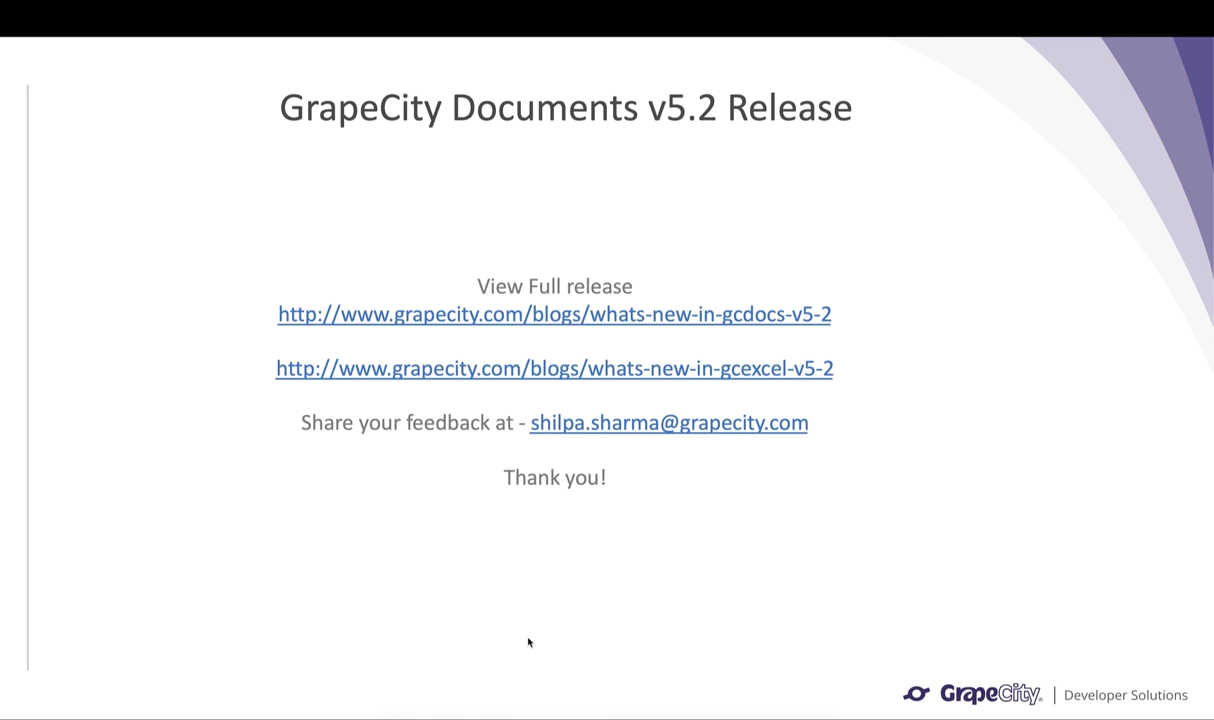 GrapeCity Documents v5.2 Release
View Full release
http://www.grapecity.com/blogs/whats-new-in-gcdocs-v5-2
http://www.grapecity.com/blogs/whats-new-in-gcexcel-v5-2
Share your feedback at - shilpa.sharma@grapecity.com
Thank you!
GrapeCity. | Developer Solutions